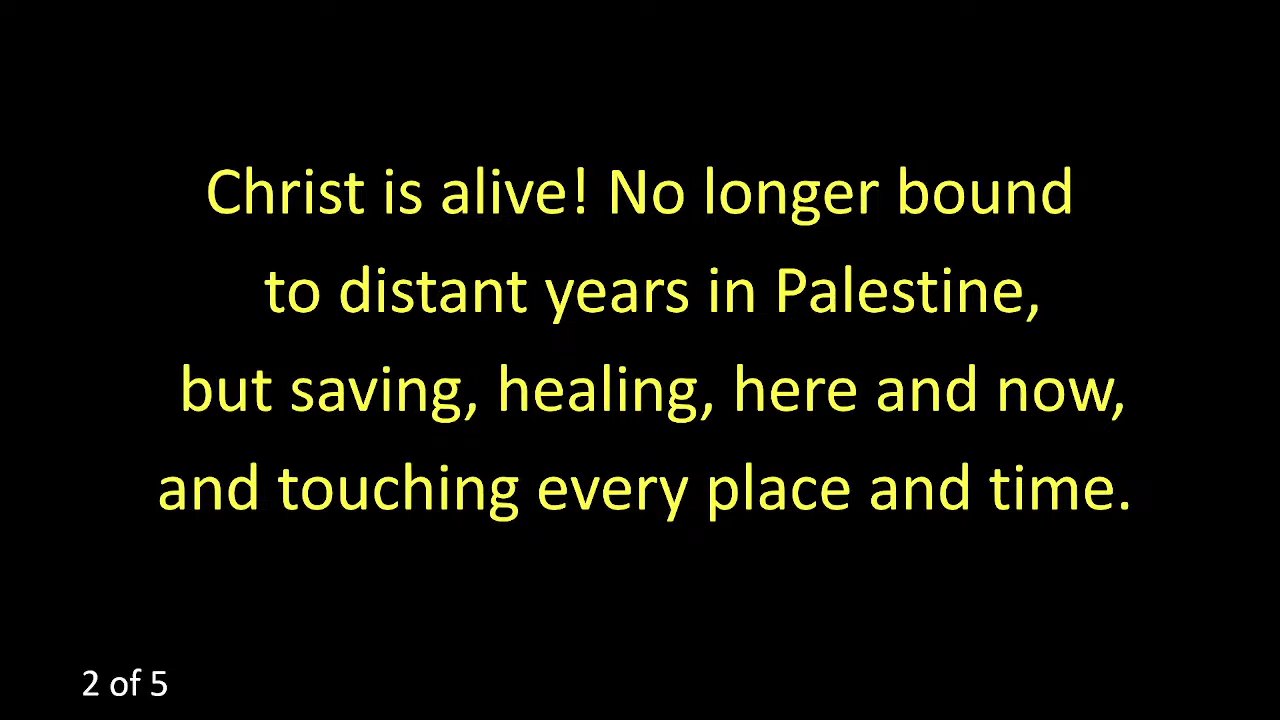 Christ is alive! No longer bound
to distant years in Palestine,
but saving, healing, here and now,
and touching every place and time.
2 of 5